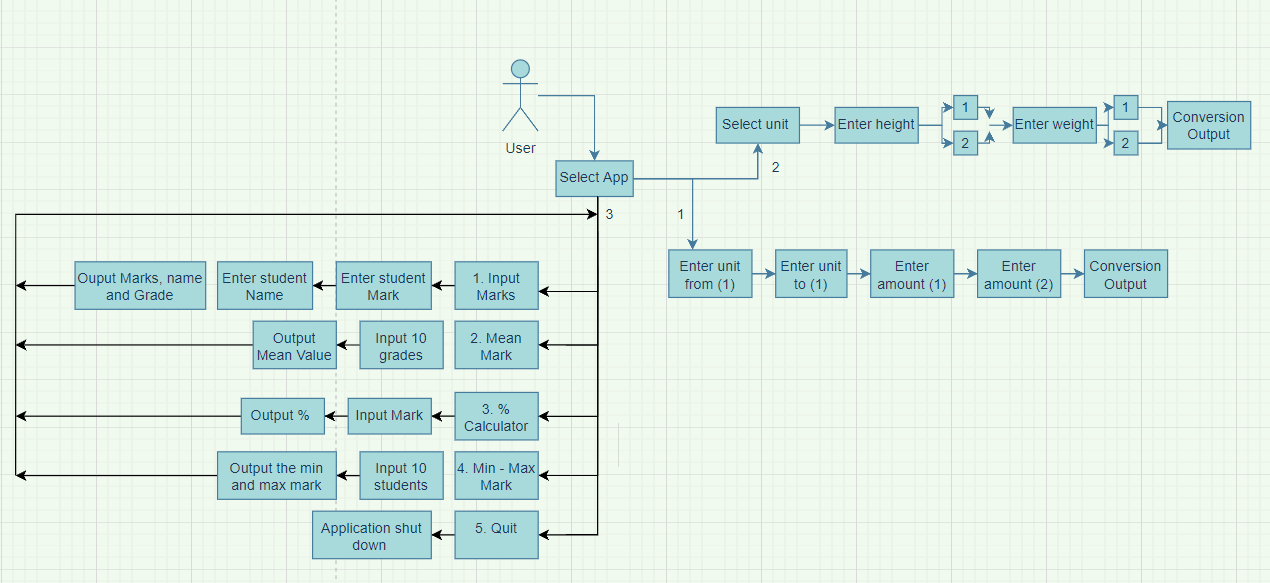 User
Select App
Select unit
Enter height
1
2
Enter weight
1
2
Conversion
Output
2
1
3
Enter unit
from (1)
Enter unit
to (1)
Enter
amount (1)
Enter
amount (2)
Conversion
Output
Ouput Marks, name
and Grade
Enter student
Name
Enter student
Mark
1. Input
Marks
Output
Mean Value
Input 10
grades
2. Mean
Mark
Output %
Input Mark
3. %
Calculator
Output the min
and max mark
Input 10
students
4. Min - Max
Mark
Application shut
down
5. Quit